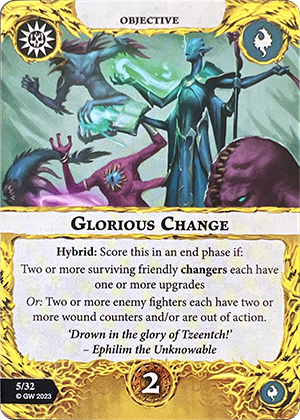 OBJECTIVE
GLORIOUS CHANGE
Hybrid: Score this in an end phase if:
Two or more surviving friendly changers each have
one or more upgrades
Or: Two or more enemy fighters each have two or
more wound counters and/or are out of action.
'Drown in the glory of Tzeentch!'
– Ephilim the Unknowable
5/32
© GW 2023
2